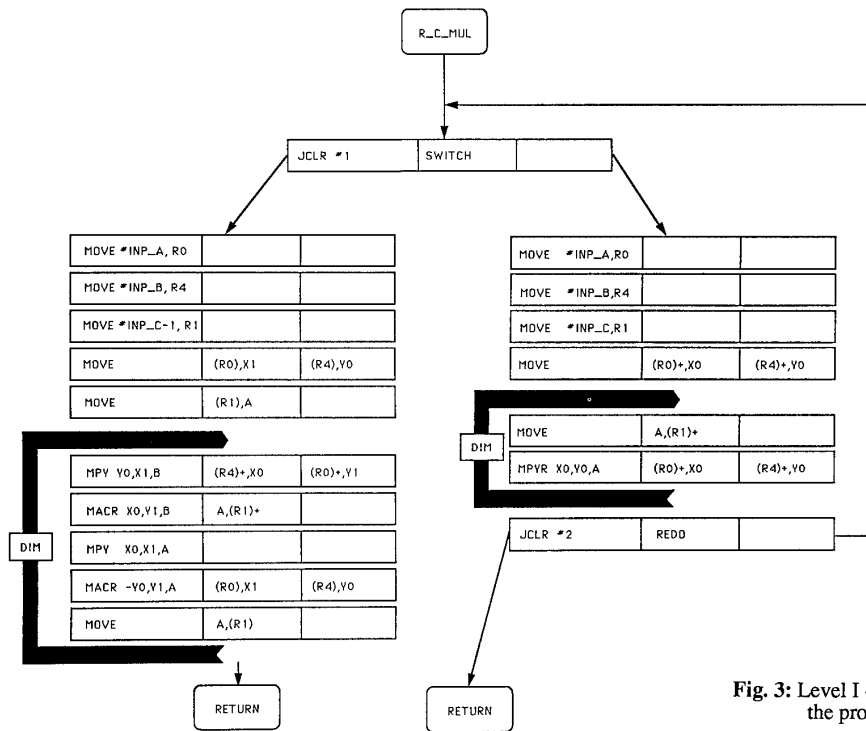 R_C_MUL
JCLR #1 SWITCH
MOVE #INP_A, R0
MOVE #INP_B, R4
MOVE #INP_C-1, R1
MOVE (R0),X1 (R4),Y0
MOVE (R1),A
DIM
MPY Y0,X1,B (R4)+,X0 (R0)+,Y1
MACR X0,Y1,B A,(R1)+
MPY X0,X1,A
MACR -Y0,Y1,A (R0),X1 (R4),Y0
MOVE A,(R1)
RETURN
MOVE #INP_A,R0
MOVE #INP_B,R4
MOVE #INP_C,R1
MOVE (R0)+,X0 (R4)+,Y0
DIM
MOVE A,(R1)+
MPYR X0,Y0,A (R0)+,X0 (R4)+,Y0
JCLR #2 REDO
RETURN
Fig. 3: Level I
the pro